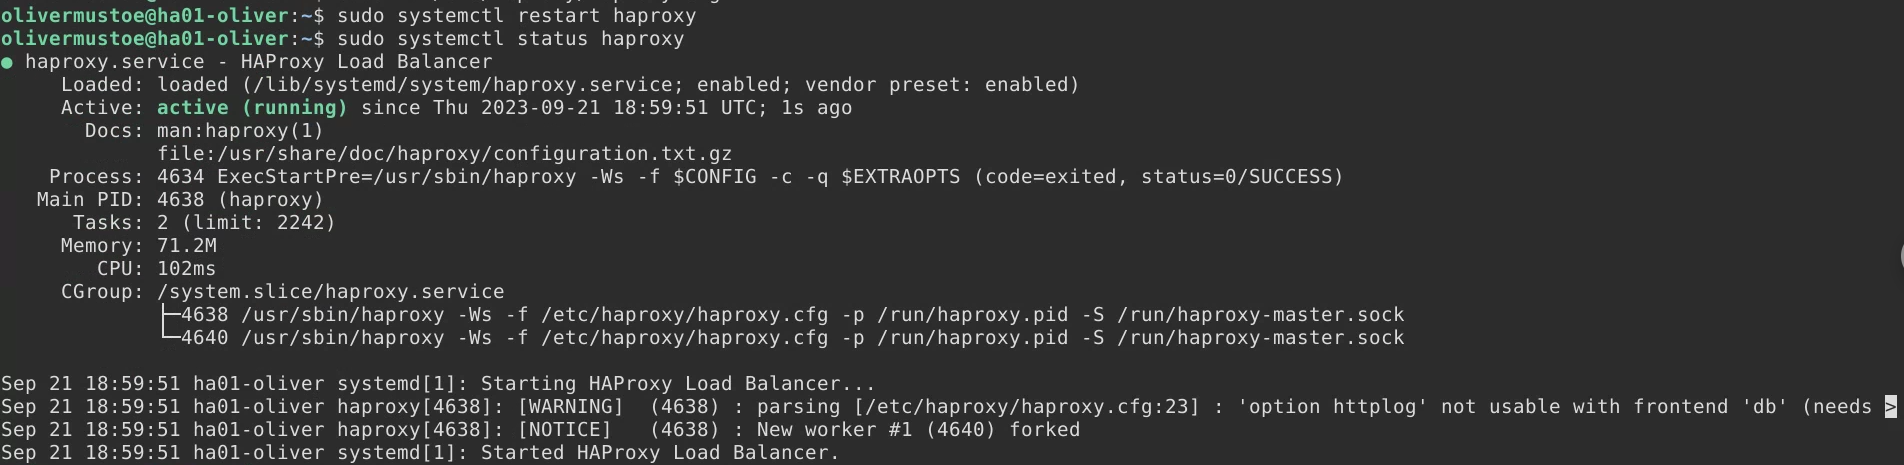 olivermustoe@ha01-oliver:~$ sudo systemctl restart haproxy
olivermustoe@ha01-oliver:~$ sudo systemctl status haproxy
● haproxy.service - HAProxy Load Balancer
     Loaded: loaded (/lib/systemd/system/haproxy.service; enabled; vendor preset: enabled)
     Active: active (running) since Thu 2023-09-21 18:59:51 UTC; 1s ago
       Docs: man:haproxy(1)
             file:/usr/share/doc/haproxy/configuration.txt.gz
    Process: 4634 ExecStartPre=/usr/sbin/haproxy -Ws -f $CONFIG -c -q $EXTRAOPTS (code=exited, status=0/SUCCESS)
   Main PID: 4638 (haproxy)
      Tasks: 2 (limit: 2242)
     Memory: 71.2M
        CPU: 102ms
     CGroup: /system.slice/haproxy.service
             ├─4638 /usr/sbin/haproxy -Ws -f /etc/haproxy/haproxy.cfg -p /run/haproxy.pid -S /run/haproxy-master.sock
             └─4640 /usr/sbin/haproxy -Ws -f /etc/haproxy/haproxy.cfg -p /run/haproxy.pid -S /run/haproxy-master.sock

Sep 21 18:59:51 ha01-oliver systemd[1]: Starting HAProxy Load Balancer...
Sep 21 18:59:51 ha01-oliver haproxy[4638]: [WARNING]  (4638) : parsing [/etc/haproxy/haproxy.cfg:23] : 'option httplog' not usable with frontend 'db' (needs >
Sep 21 18:59:51 ha01-oliver haproxy[4638]: [NOTICE]   (4638) : New worker #1 (4640) forked
Sep 21 18:59:51 ha01-oliver systemd[1]: Started HAProxy Load Balancer.